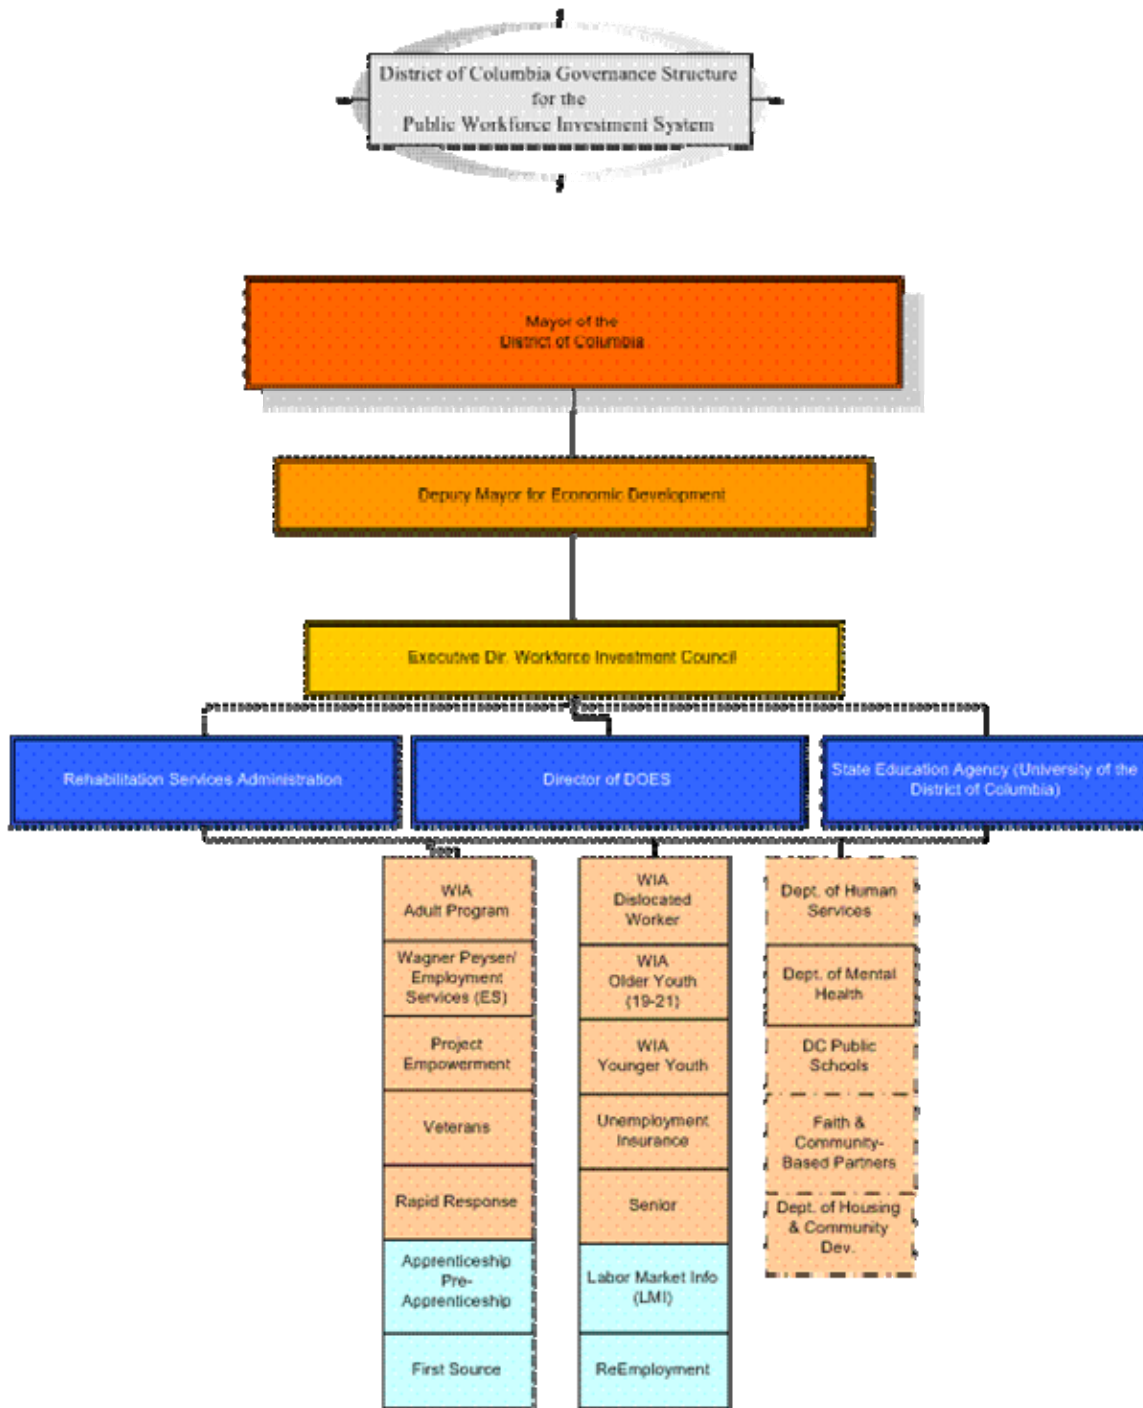 District of Columbia Governance Structure
for the
Public Workforce Investment System
Mayor of the
District of Columbia
Deputy Mayor for Economic Development
Executive Dir. Workforce Investment Council
Rehabilitation Services Administration
Director of DOES
State Education Agency (University of the
District of Columbia)
WIA
Adult Program
Wagner Peyser/
Employment
Services (ES)
Project
Empowerment
Veterans
Rapid Response
Apprenticeship
Pre-
Apprenticeship
First Source
WIA
Dislocated
Worker
WIA
Older Youth
(19-21)
WIA
Younger Youth
Unemployment
Insurance
Senior
Labor Market Info
(LMI)
ReEmployment
Dept. of Human
Services
Dept. of Mental
Health
DC Public
Schools
Faith &
Community-
Based Partners
Dept. of Housing
& Community
Dev.